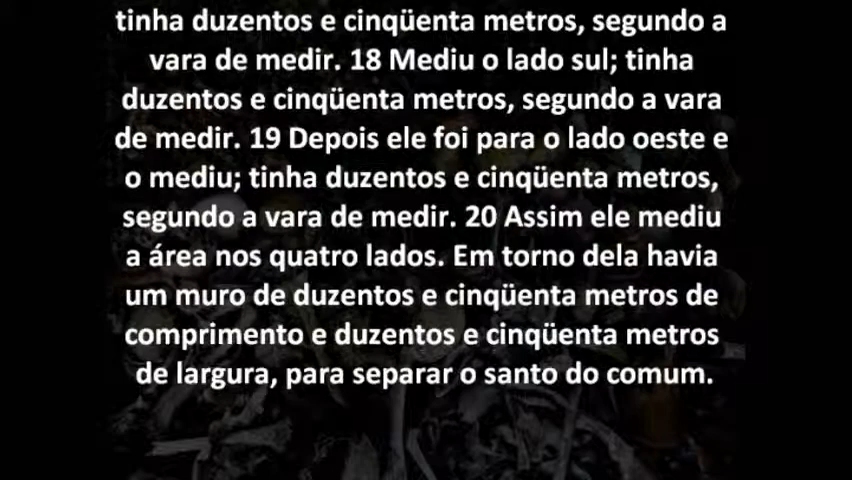 tinha duzentos e cinqüenta metros, segundo a
vara de medir. 18 Mediu o lado sul; tinha
duzentos e cinqüenta metros, segundo a vara
de medir. 19 Depois ele foi para o lado oeste e
o mediu; tinha duzentos e cinqüenta metros,
segundo a vara de medir. 20 Assim ele mediu
a área nos quatro lados. Em torno dela havia
um muro de duzentos e cinqüenta metros de
comprimento e duzentos e cinqüenta metros
de largura, para separar o santo do comum.